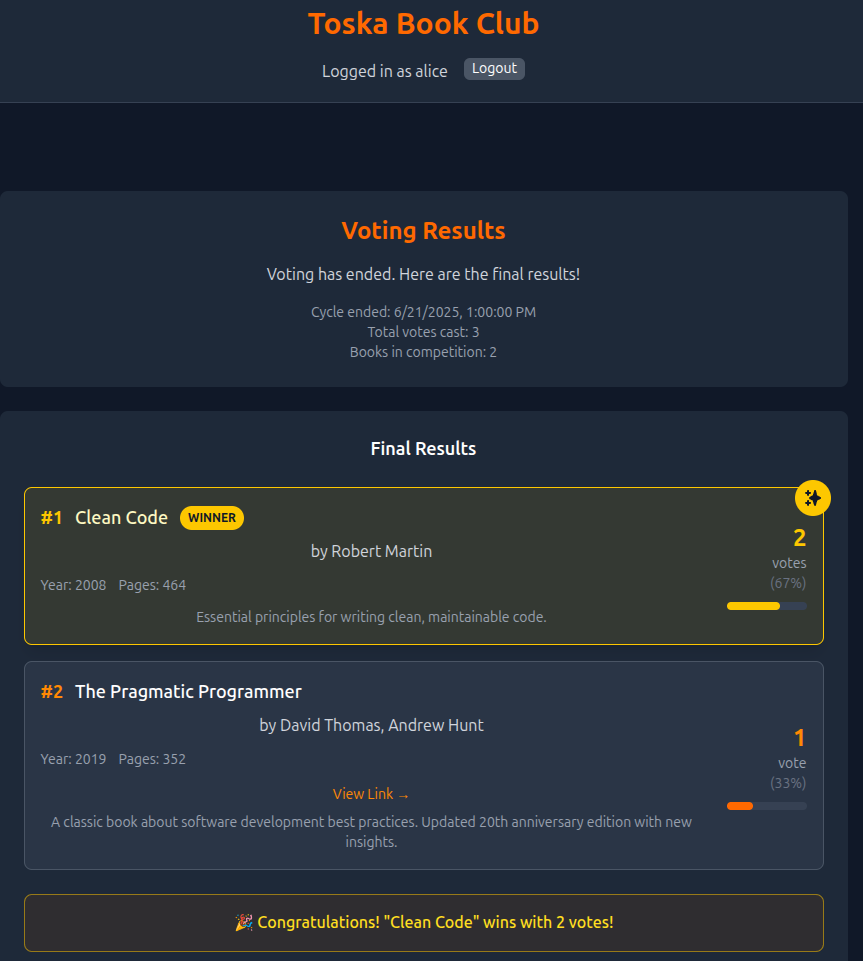 Toska Book Club
Logged in as alice Logout
Voting Results
Voting has ended. Here are the final results!
Cycle ended: 6/21/2025, 1:00:00 PM
Total votes cast: 3
Books in competition: 2
Final Results
#1 Clean Code WINNER
by Robert Martin
Year: 2008 Pages: 464
Essential principles for writing clean, maintainable code.
2
votes
(67%)
#2 The Pragmatic Programmer
by David Thomas, Andrew Hunt
Year: 2019 Pages: 352
View Link →
A classic book about software development best practices. Updated 20th anniversary edition with new
insights.
1
vote
(33%)
🎉 Congratulations! "Clean Code" wins with 2 votes!